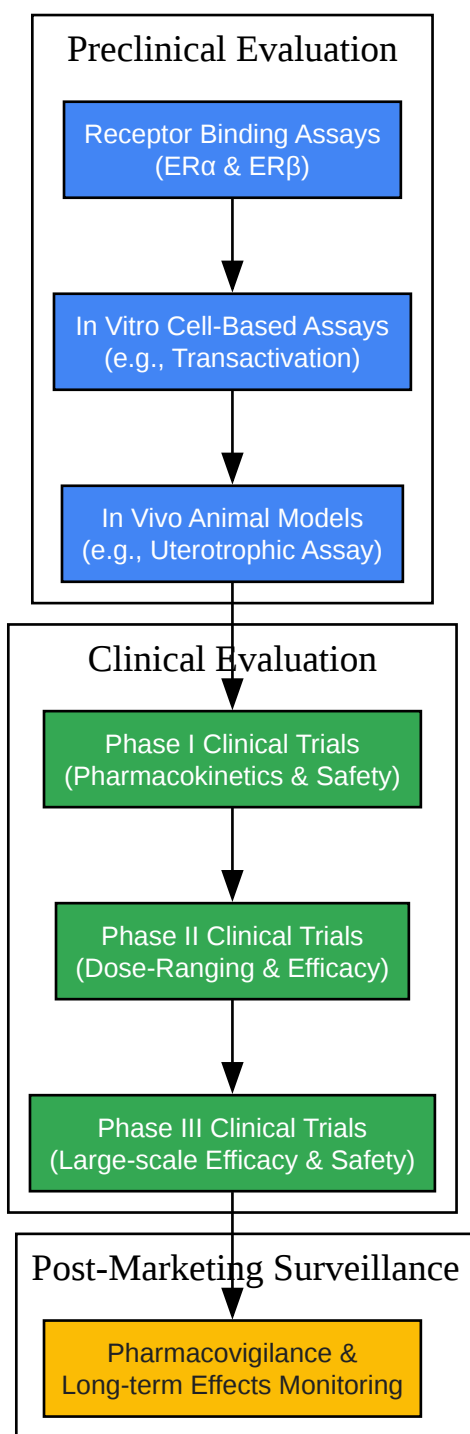 Preclinical Evaluation
Receptor Binding Assays
(ERα & ERβ)
In Vitro Cell-Based Assays
(e.g., Transactivation)
In Vivo Animal Models
(e.g., Uterotrophic Assay)
Clinical Evaluation
Phase I Clinical Trials
(Pharmacokinetics & Safety)
Phase II Clinical Trials
(Dose-Ranging & Efficacy)
Phase III Clinical Trials
(Large-scale Efficacy & Safety)
Post-Marketing Surveillance
Pharmacovigilance &
Long-term Effects Monitoring